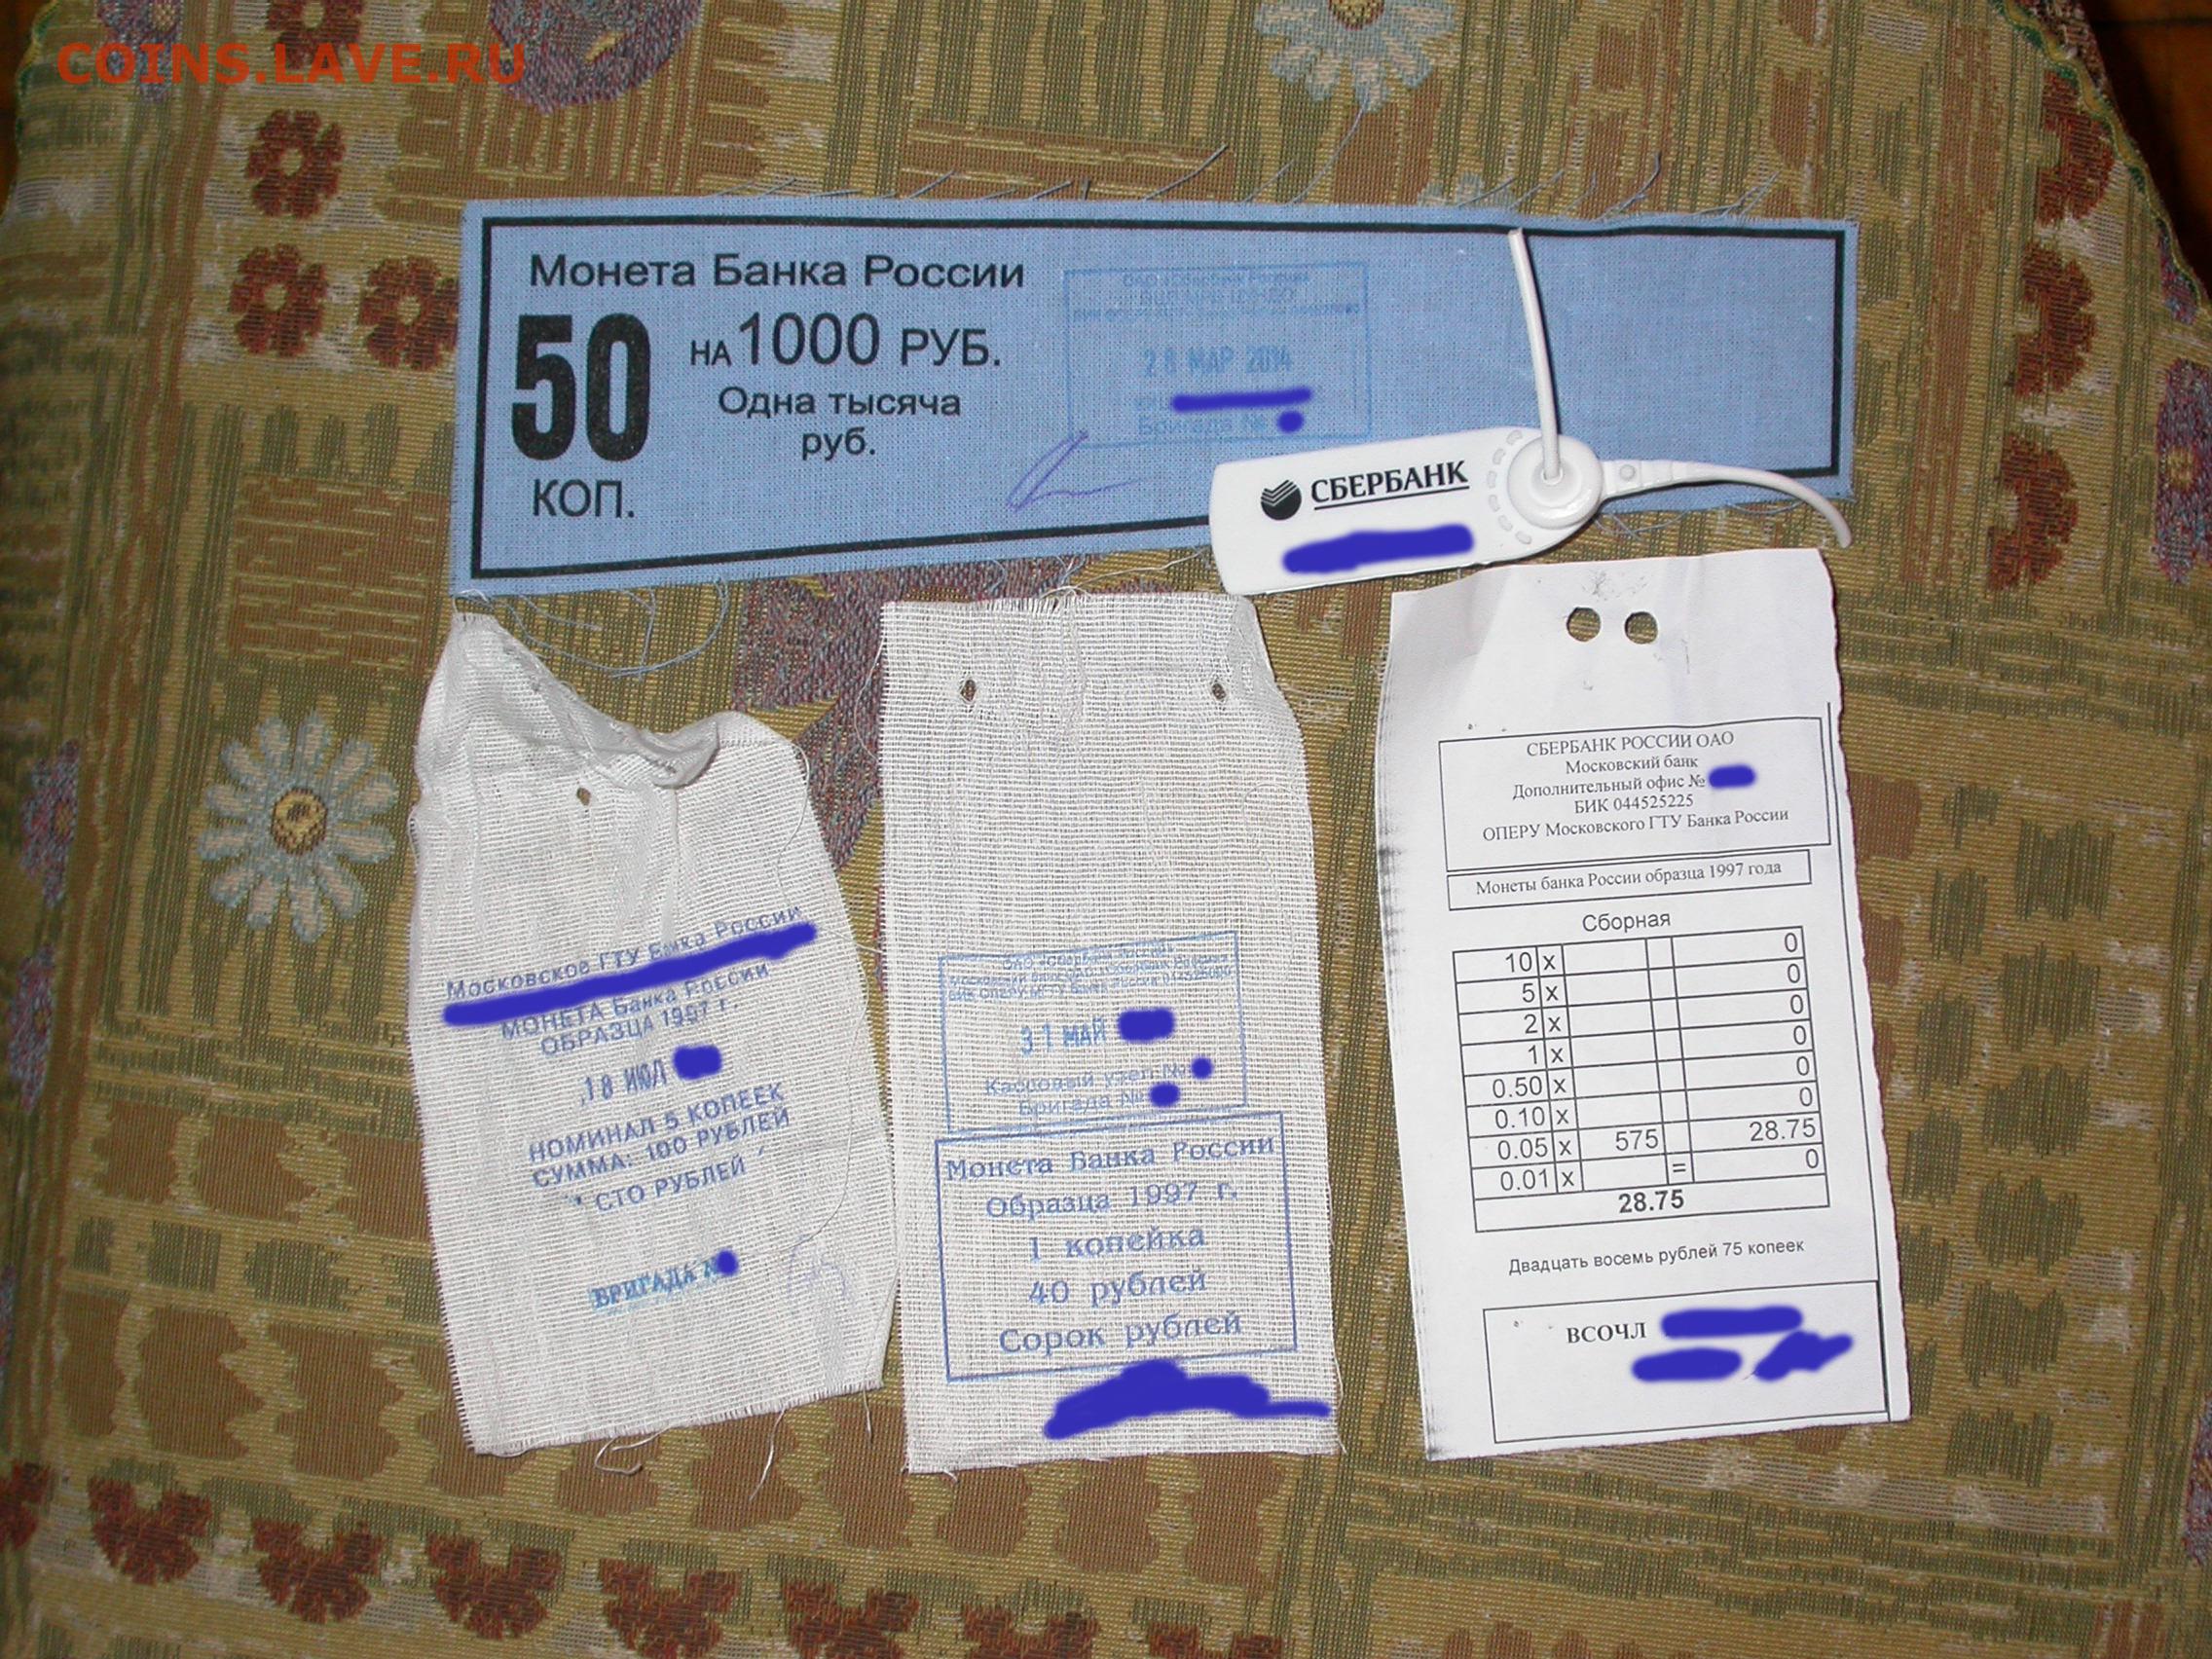 COINS.LAVE.RU
Монета Банка России
50
КОП.
НА 1000 РУБ.
Одна тысяча
руб.
28 МАР 2014
Бригада №
СБЕРБАНК
Московское ГТУ Банка России
МОНЕТА Банка России
ОБРАЗЦА 1997 г.
18 ИЮЛ
НОМИНАЛ 5 КОПЕЕК
СУММА: 100 РУБЛЕЙ
СТО РУБЛЕЙ
БРИГАДА
31 МАЙ
Кассовый узел №
Бригада №
Монета Банка России
Образца 1997 г.
1 копейка
40 рублей
Сорок рублей
СБЕРБАНК РОССИИ ОАО
Московский банк
Дополнительный офис №
БИК 044525225
ОПЕРУ Московского ГТУ Банка России
Монеты банка России образца 1997 года
Сборная
10 x 0
5 x 0
2 x 0
1 x 0
0.50 x 0
0.10 x 0
0.05 x 575 28.75
0.01 x = 0
28.75
Двадцать восемь рублей 75 копеек
ВСОЧЛ